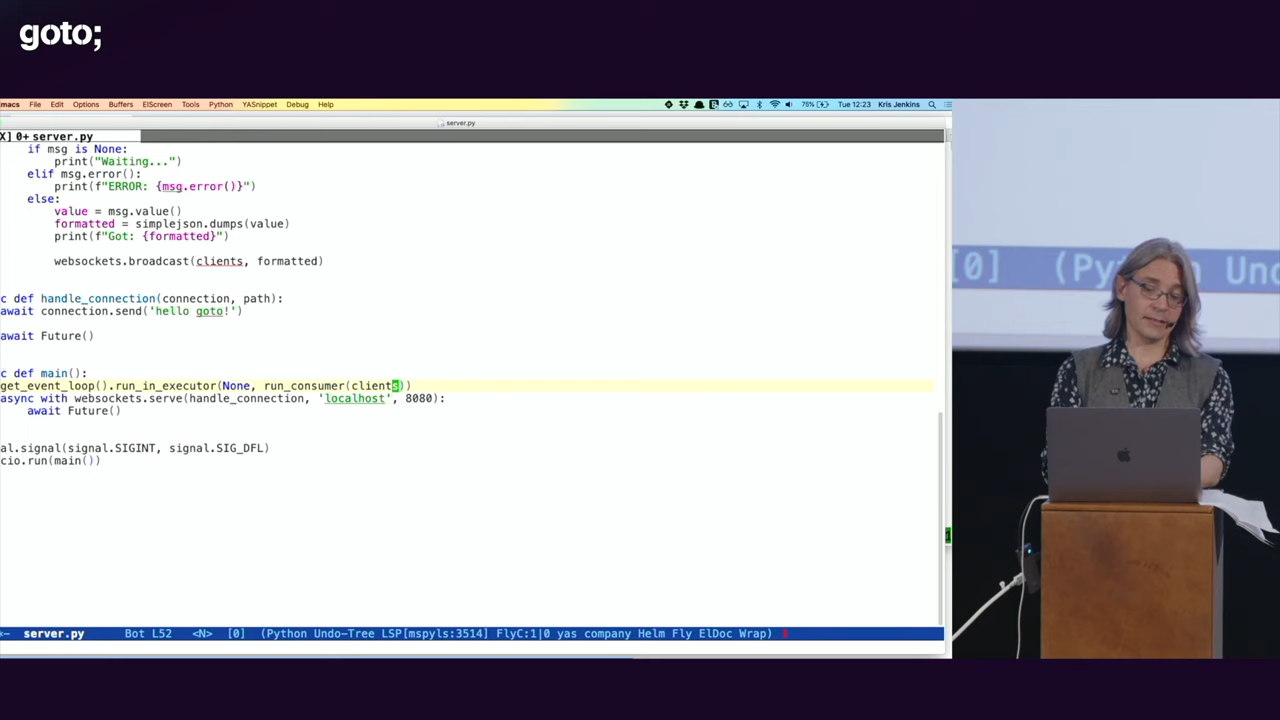 goto;
macs File Edit Options Buffers ElScreen Tools Python YASnippet Debug Help 75% Tue 12:23 Kris Jenkins
server.py
X] 0+ server.py
if msg is None:
print("Waiting...")
elif msg.error():
print(f"ERROR: {msg.error()}")
else:
value = msg.value()
formatted = simplejson.dumps(value)
print(f"Got: {formatted}")
websockets.broadcast(clients, formatted)
c def handle_connection(connection, path):
await connection.send('hello goto!')
await Future()
c def main():
get_event_loop().run_in_executor(None, run_consumer(clients))
async with websockets.serve(handle_connection, 'localhost', 8080):
await Future()
al.signal(signal.SIGINT, signal.SIG_DFL)
cio.run(main())
server.py Bot L52 <N> [0] (Python Undo-Tree LSP[mspyls:3514] FlyC:1|0 yas company Helm Fly ElDoc Wrap)
[0] (Python Undo